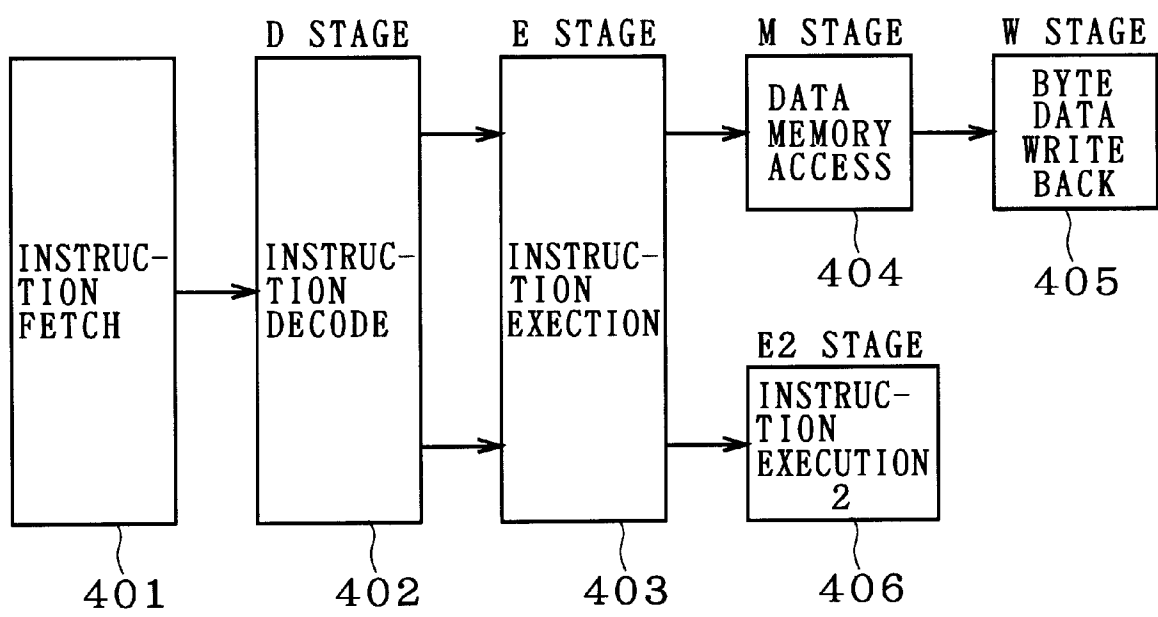 D STAGE
E STAGE
M STAGE
W STAGE
INSTRUC-
TION
FETCH
INSTRUC-
TION
DECODE
INSTRUC-
TION
EXECTION
DATA
MEMORY
ACCESS
BYTE
DATA
WRITE
BACK
404
405
E2 STAGE
INSTRUC-
TION
EXECUTION
2
401
402
403
406